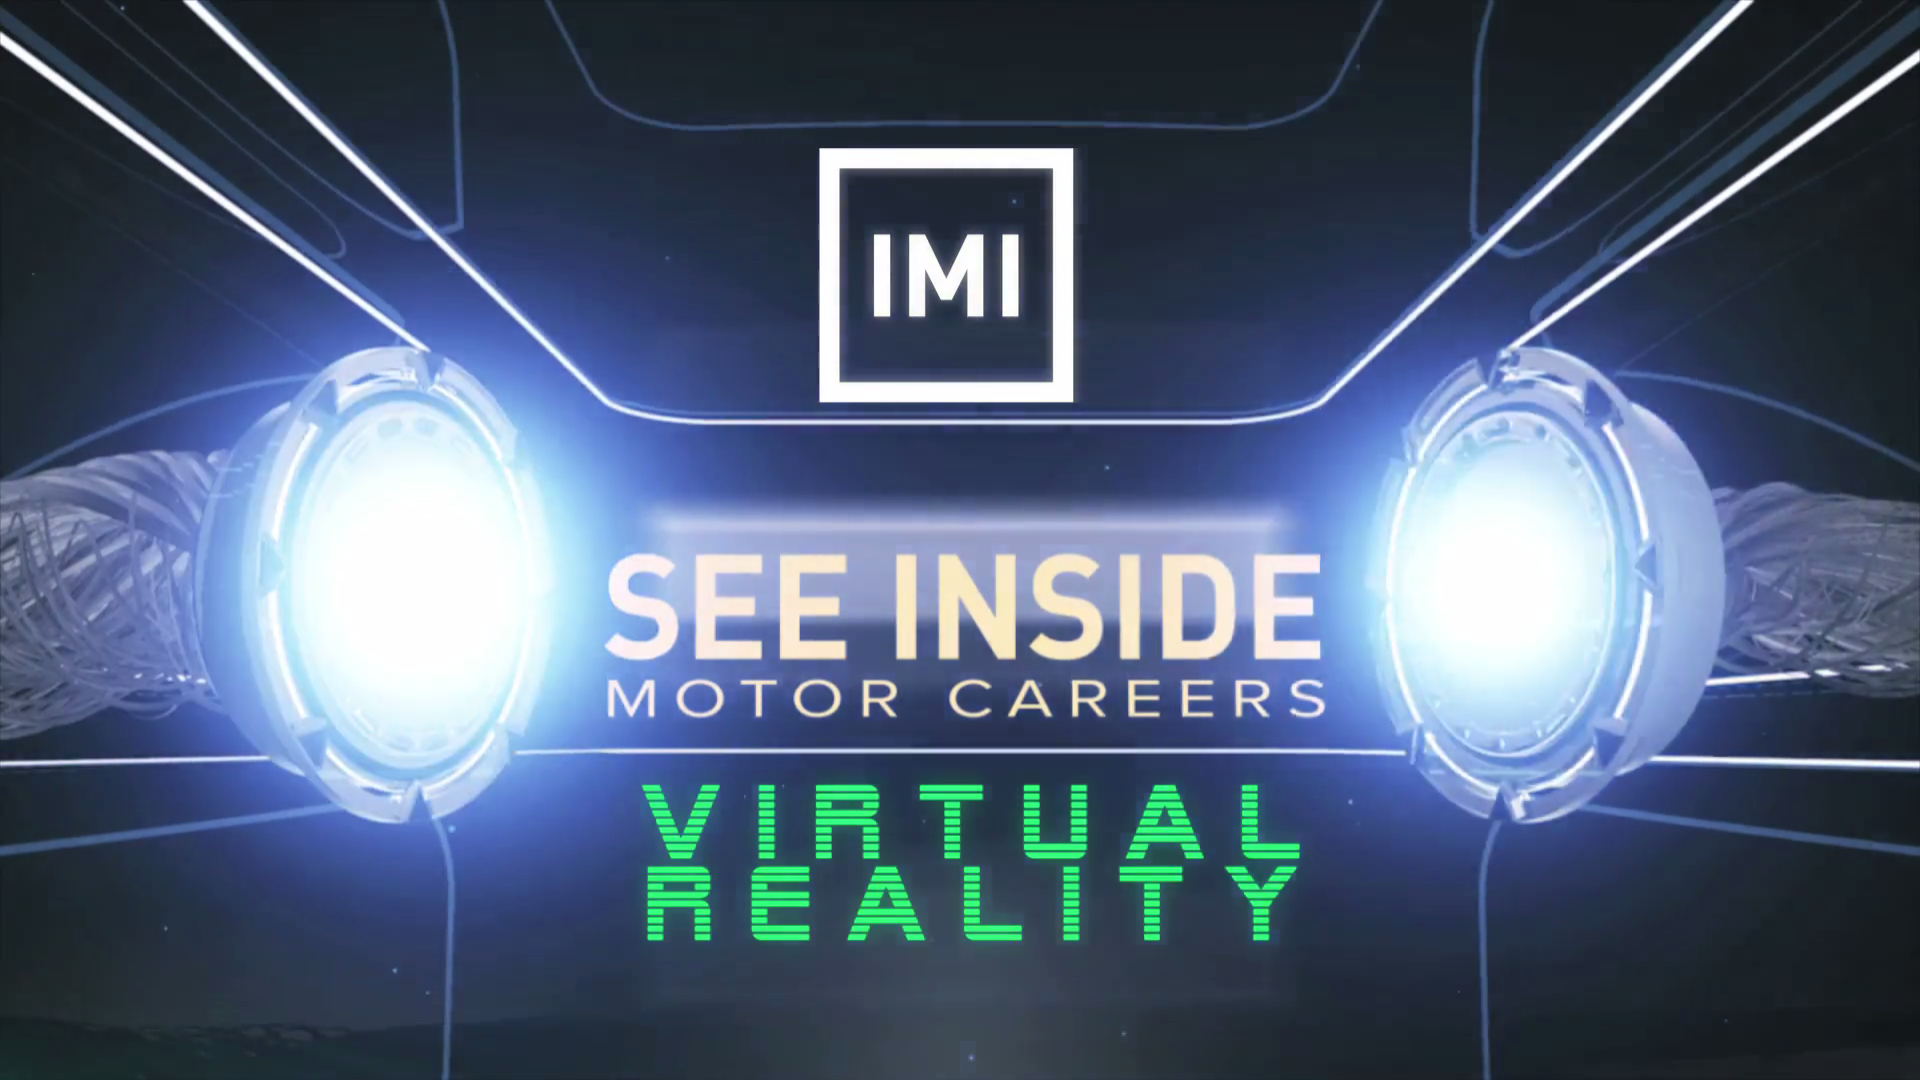 IMI
SEE INSIDE
MOTOR CAREERS
VIRTUAL
REALITY